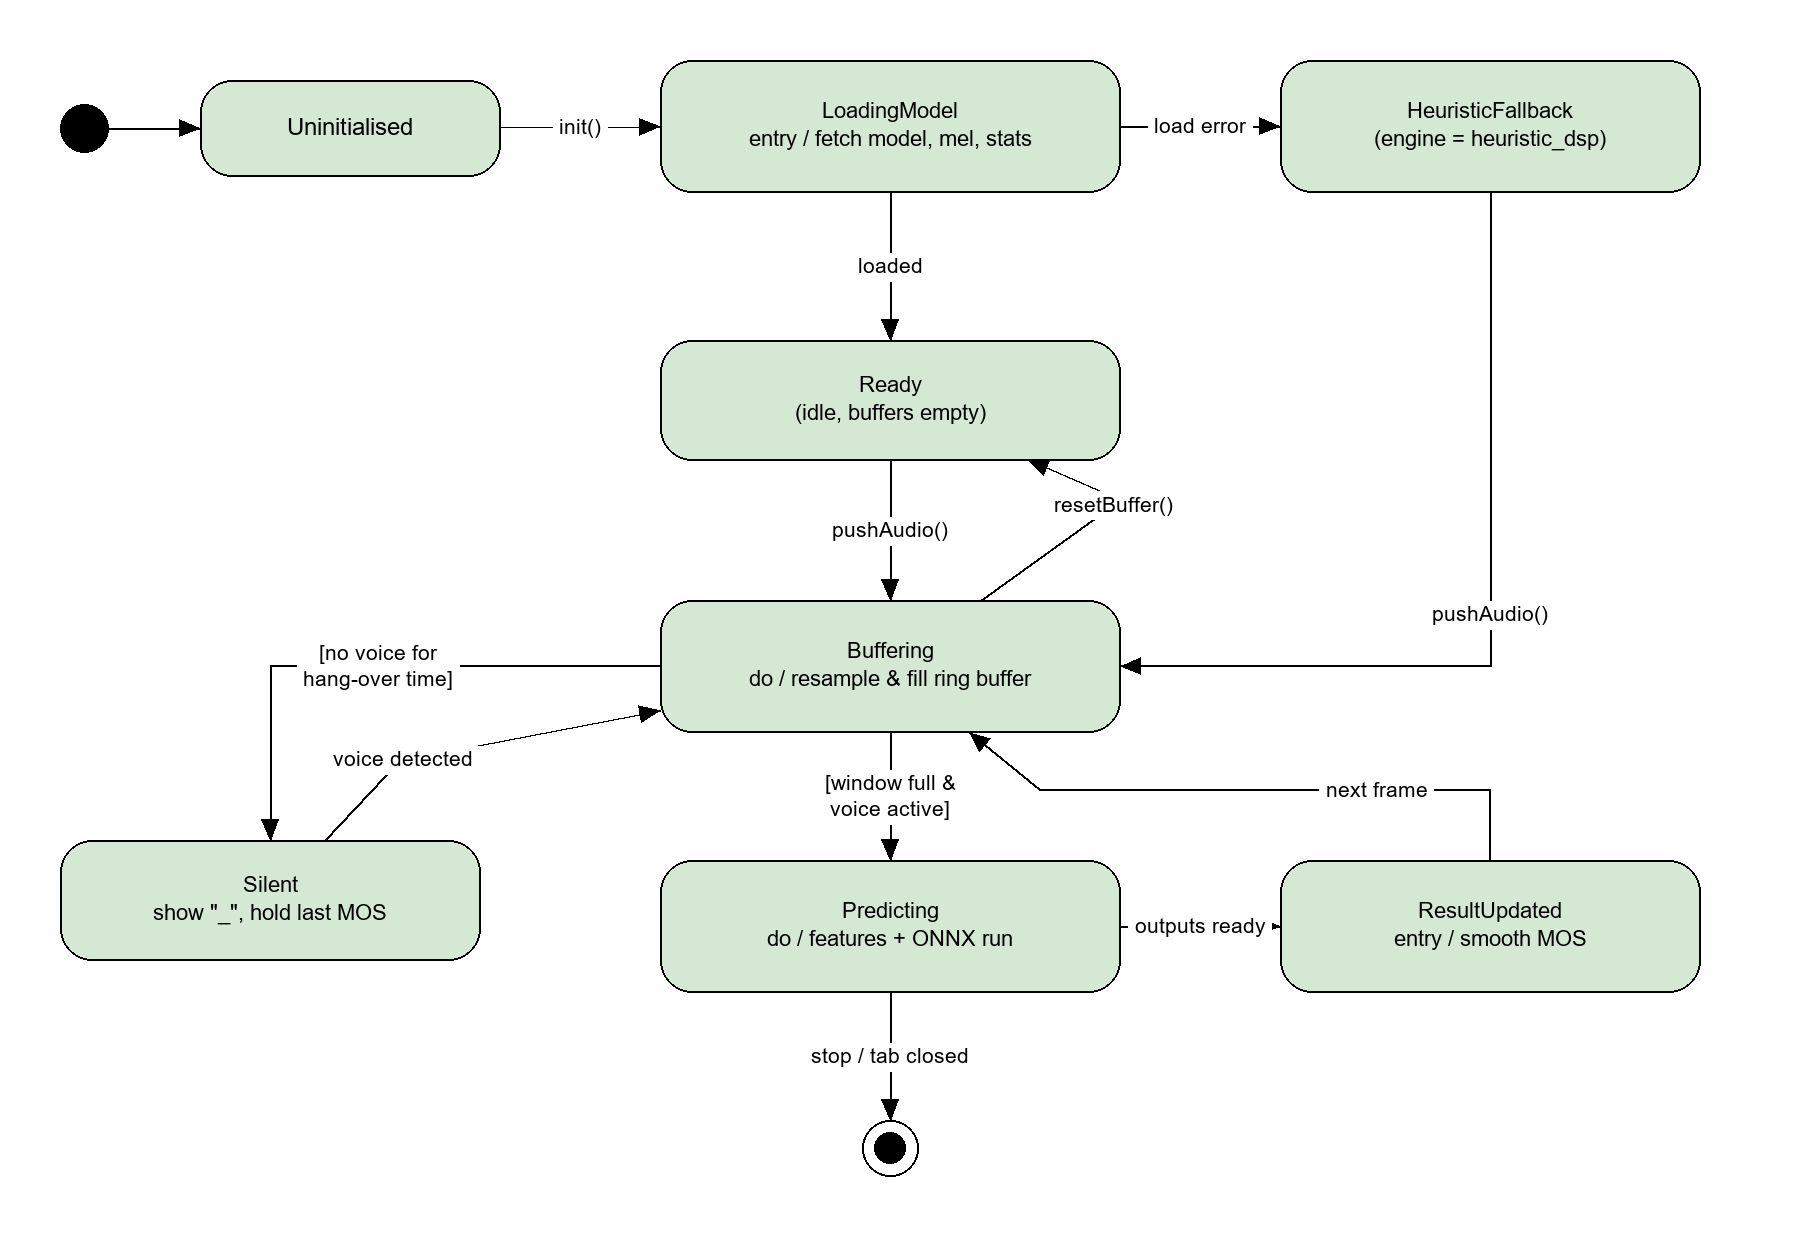 Uninitialised
init()
LoadingModel
entry / fetch model, mel, stats
load error
HeuristicFallback
(engine = heuristic_dsp)
loaded
Ready
(idle, buffers empty)
resetBuffer()
pushAudio()
pushAudio()
Buffering
do / resample & fill ring buffer
[no voice for
hang-over time]
voice detected
[window full &
voice active]
next frame
Silent
show "_", hold last MOS
Predicting
do / features + ONNX run
outputs ready
ResultUpdated
entry / smooth MOS
stop / tab closed